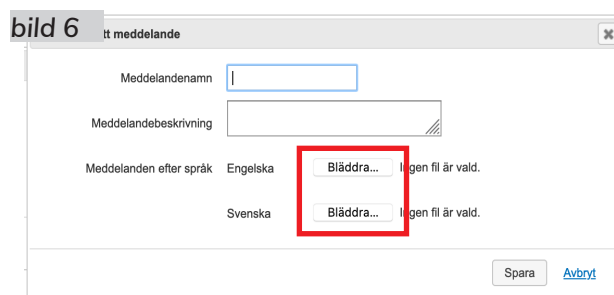 bild 6
tt meddelande
Meddelandenamn
Meddelandebeskrivning
Meddelanden efter språk Engelska Bläddra... Ingen fil är vald.
Svenska Bläddra... Ingen fil är vald.
Spara Avbryt